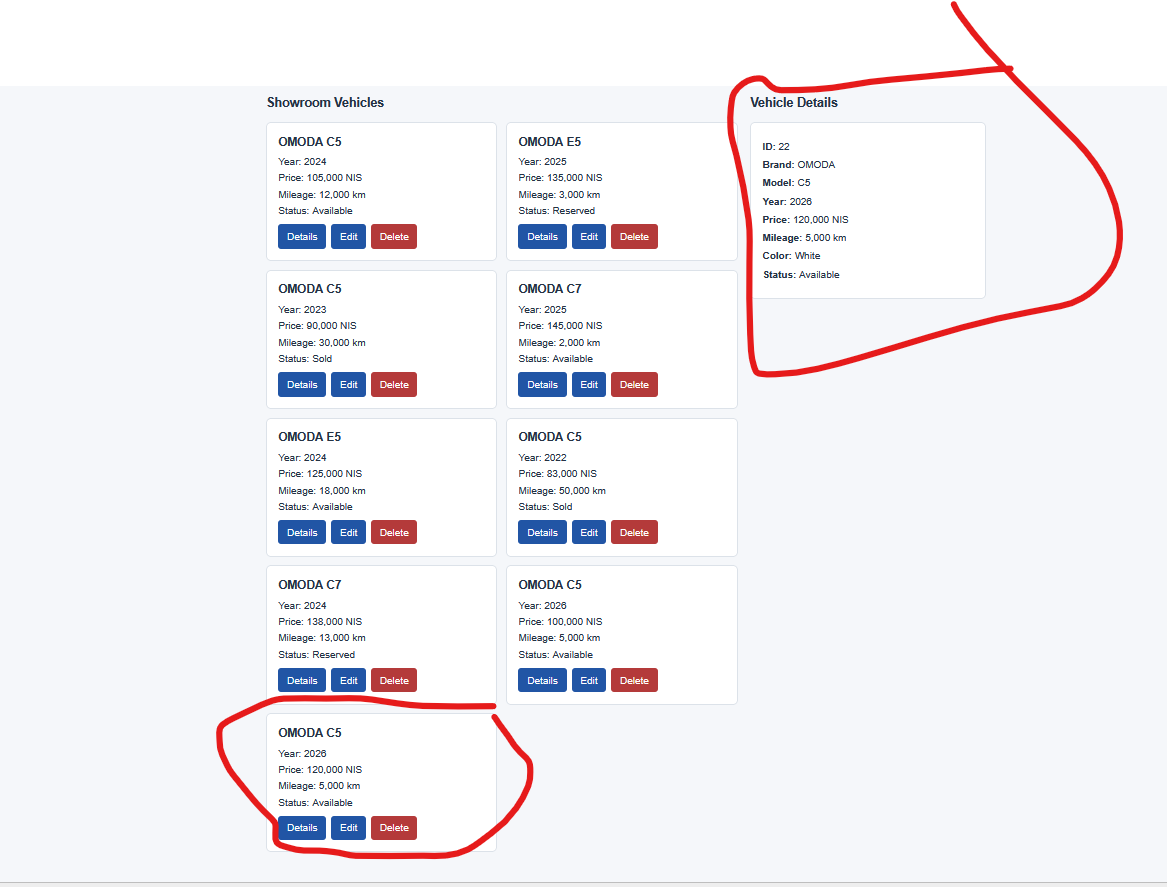 Showroom Vehicles
OMODA C5
Year: 2024
Price: 105,000 NIS
Mileage: 12,000 km
Status: Available
Details Edit Delete
OMODA E5
Year: 2025
Price: 135,000 NIS
Mileage: 3,000 km
Status: Reserved
Details Edit Delete
OMODA C5
Year: 2023
Price: 90,000 NIS
Mileage: 30,000 km
Status: Sold
Details Edit Delete
OMODA C7
Year: 2025
Price: 145,000 NIS
Mileage: 2,000 km
Status: Available
Details Edit Delete
OMODA E5
Year: 2024
Price: 125,000 NIS
Mileage: 18,000 km
Status: Available
Details Edit Delete
OMODA C5
Year: 2022
Price: 83,000 NIS
Mileage: 50,000 km
Status: Sold
Details Edit Delete
OMODA C7
Year: 2024
Price: 138,000 NIS
Mileage: 13,000 km
Status: Reserved
Details Edit Delete
OMODA C5
Year: 2026
Price: 100,000 NIS
Mileage: 5,000 km
Status: Available
Details Edit Delete
OMODA C5
Year: 2026
Price: 120,000 NIS
Mileage: 5,000 km
Status: Available
Details Edit Delete
Vehicle Details
ID: 22
Brand: OMODA
Model: C5
Year: 2026
Price: 120,000 NIS
Mileage: 5,000 km
Color: White
Status: Available